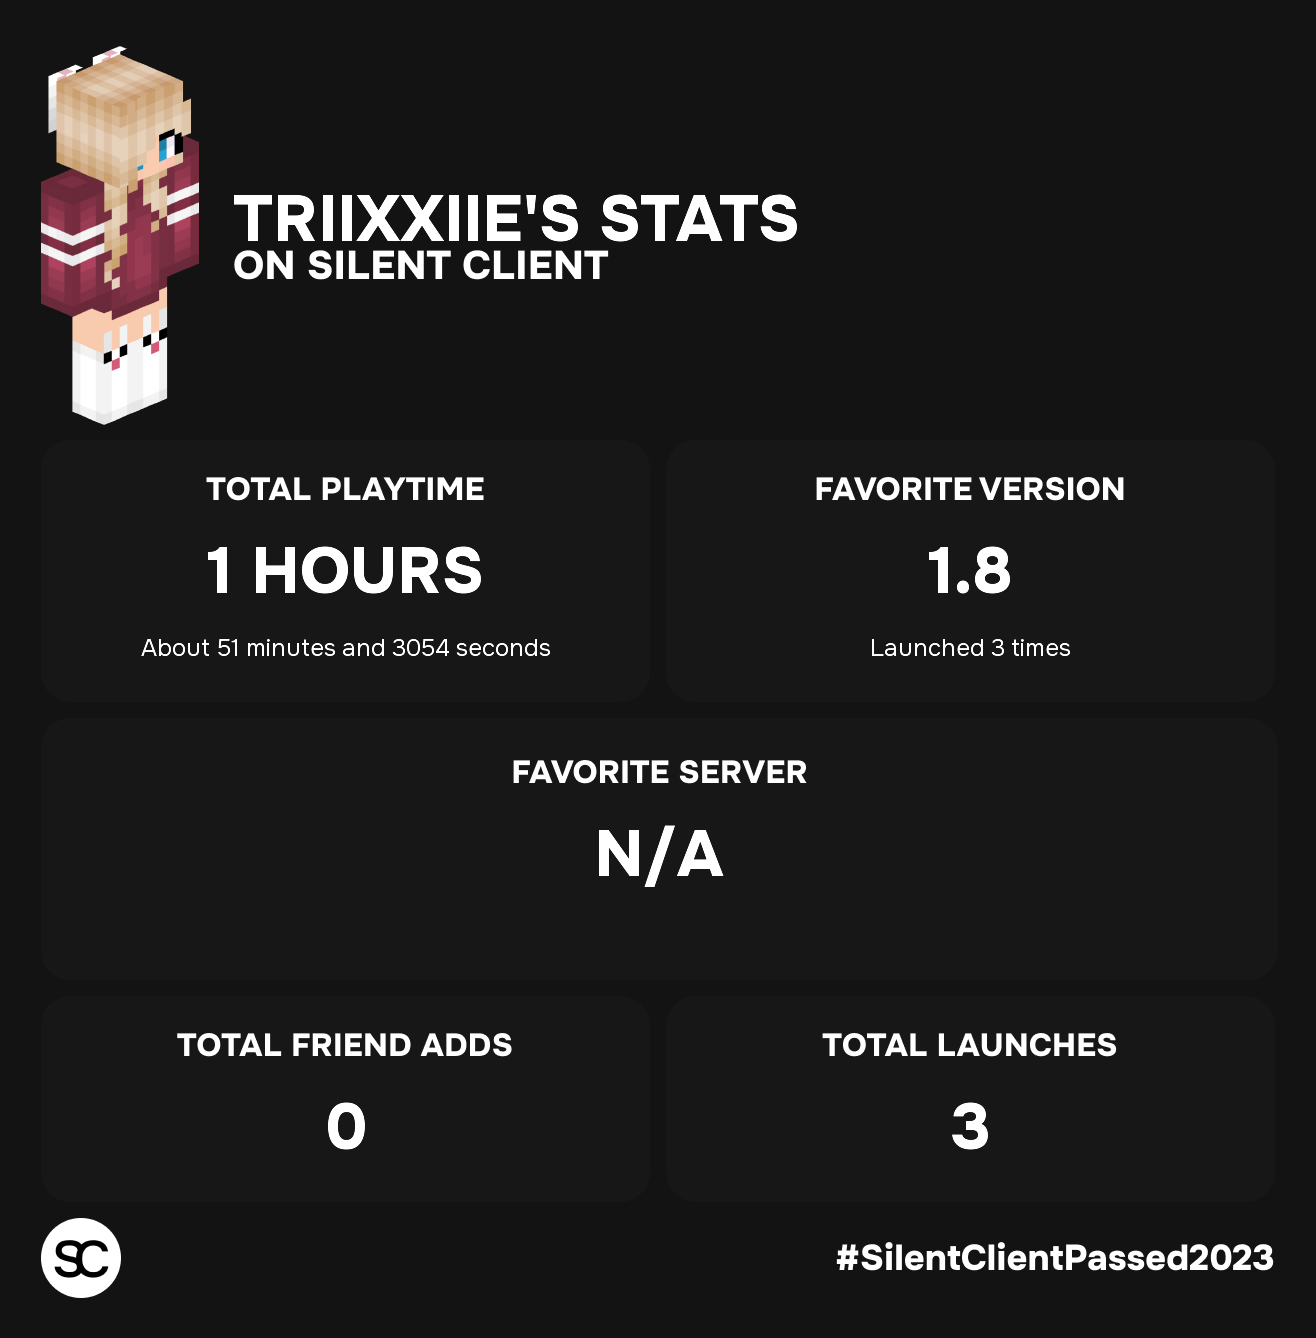 TRIIXXIIE'S STATS
ON SILENT CLIENT
TOTAL PLAYTIME
1 HOURS
About 51 minutes and 3054 seconds
FAVORITE VERSION
1.8
Launched 3 times
FAVORITE SERVER
N/A
TOTAL FRIEND ADDS
0
TOTAL LAUNCHES
3
SC
#SilentClientPassed2023